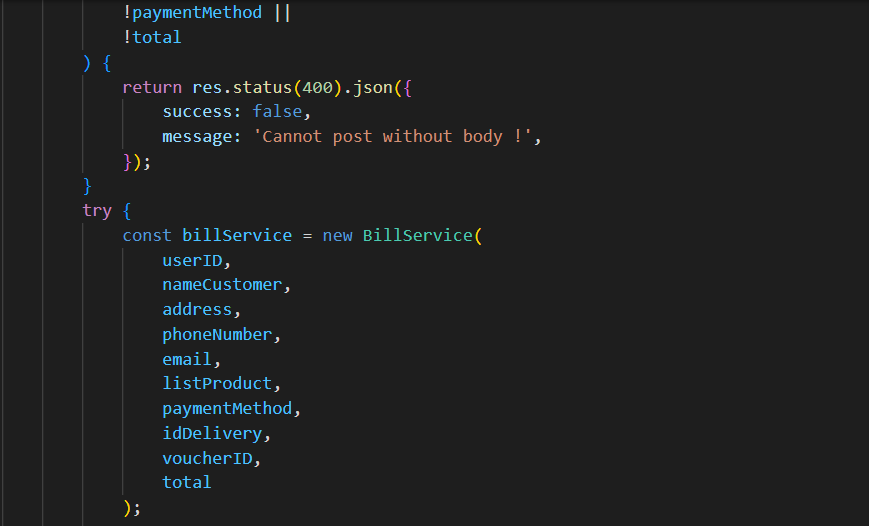 !paymentMethod ||
!total
) {
return res.status(400).json({
success: false,
message: 'Cannot post without body !',
});
}
try {
const billService = new BillService(
userID,
nameCustomer,
address,
phoneNumber,
email,
listProduct,
paymentMethod,
idDelivery,
voucherID,
total
);